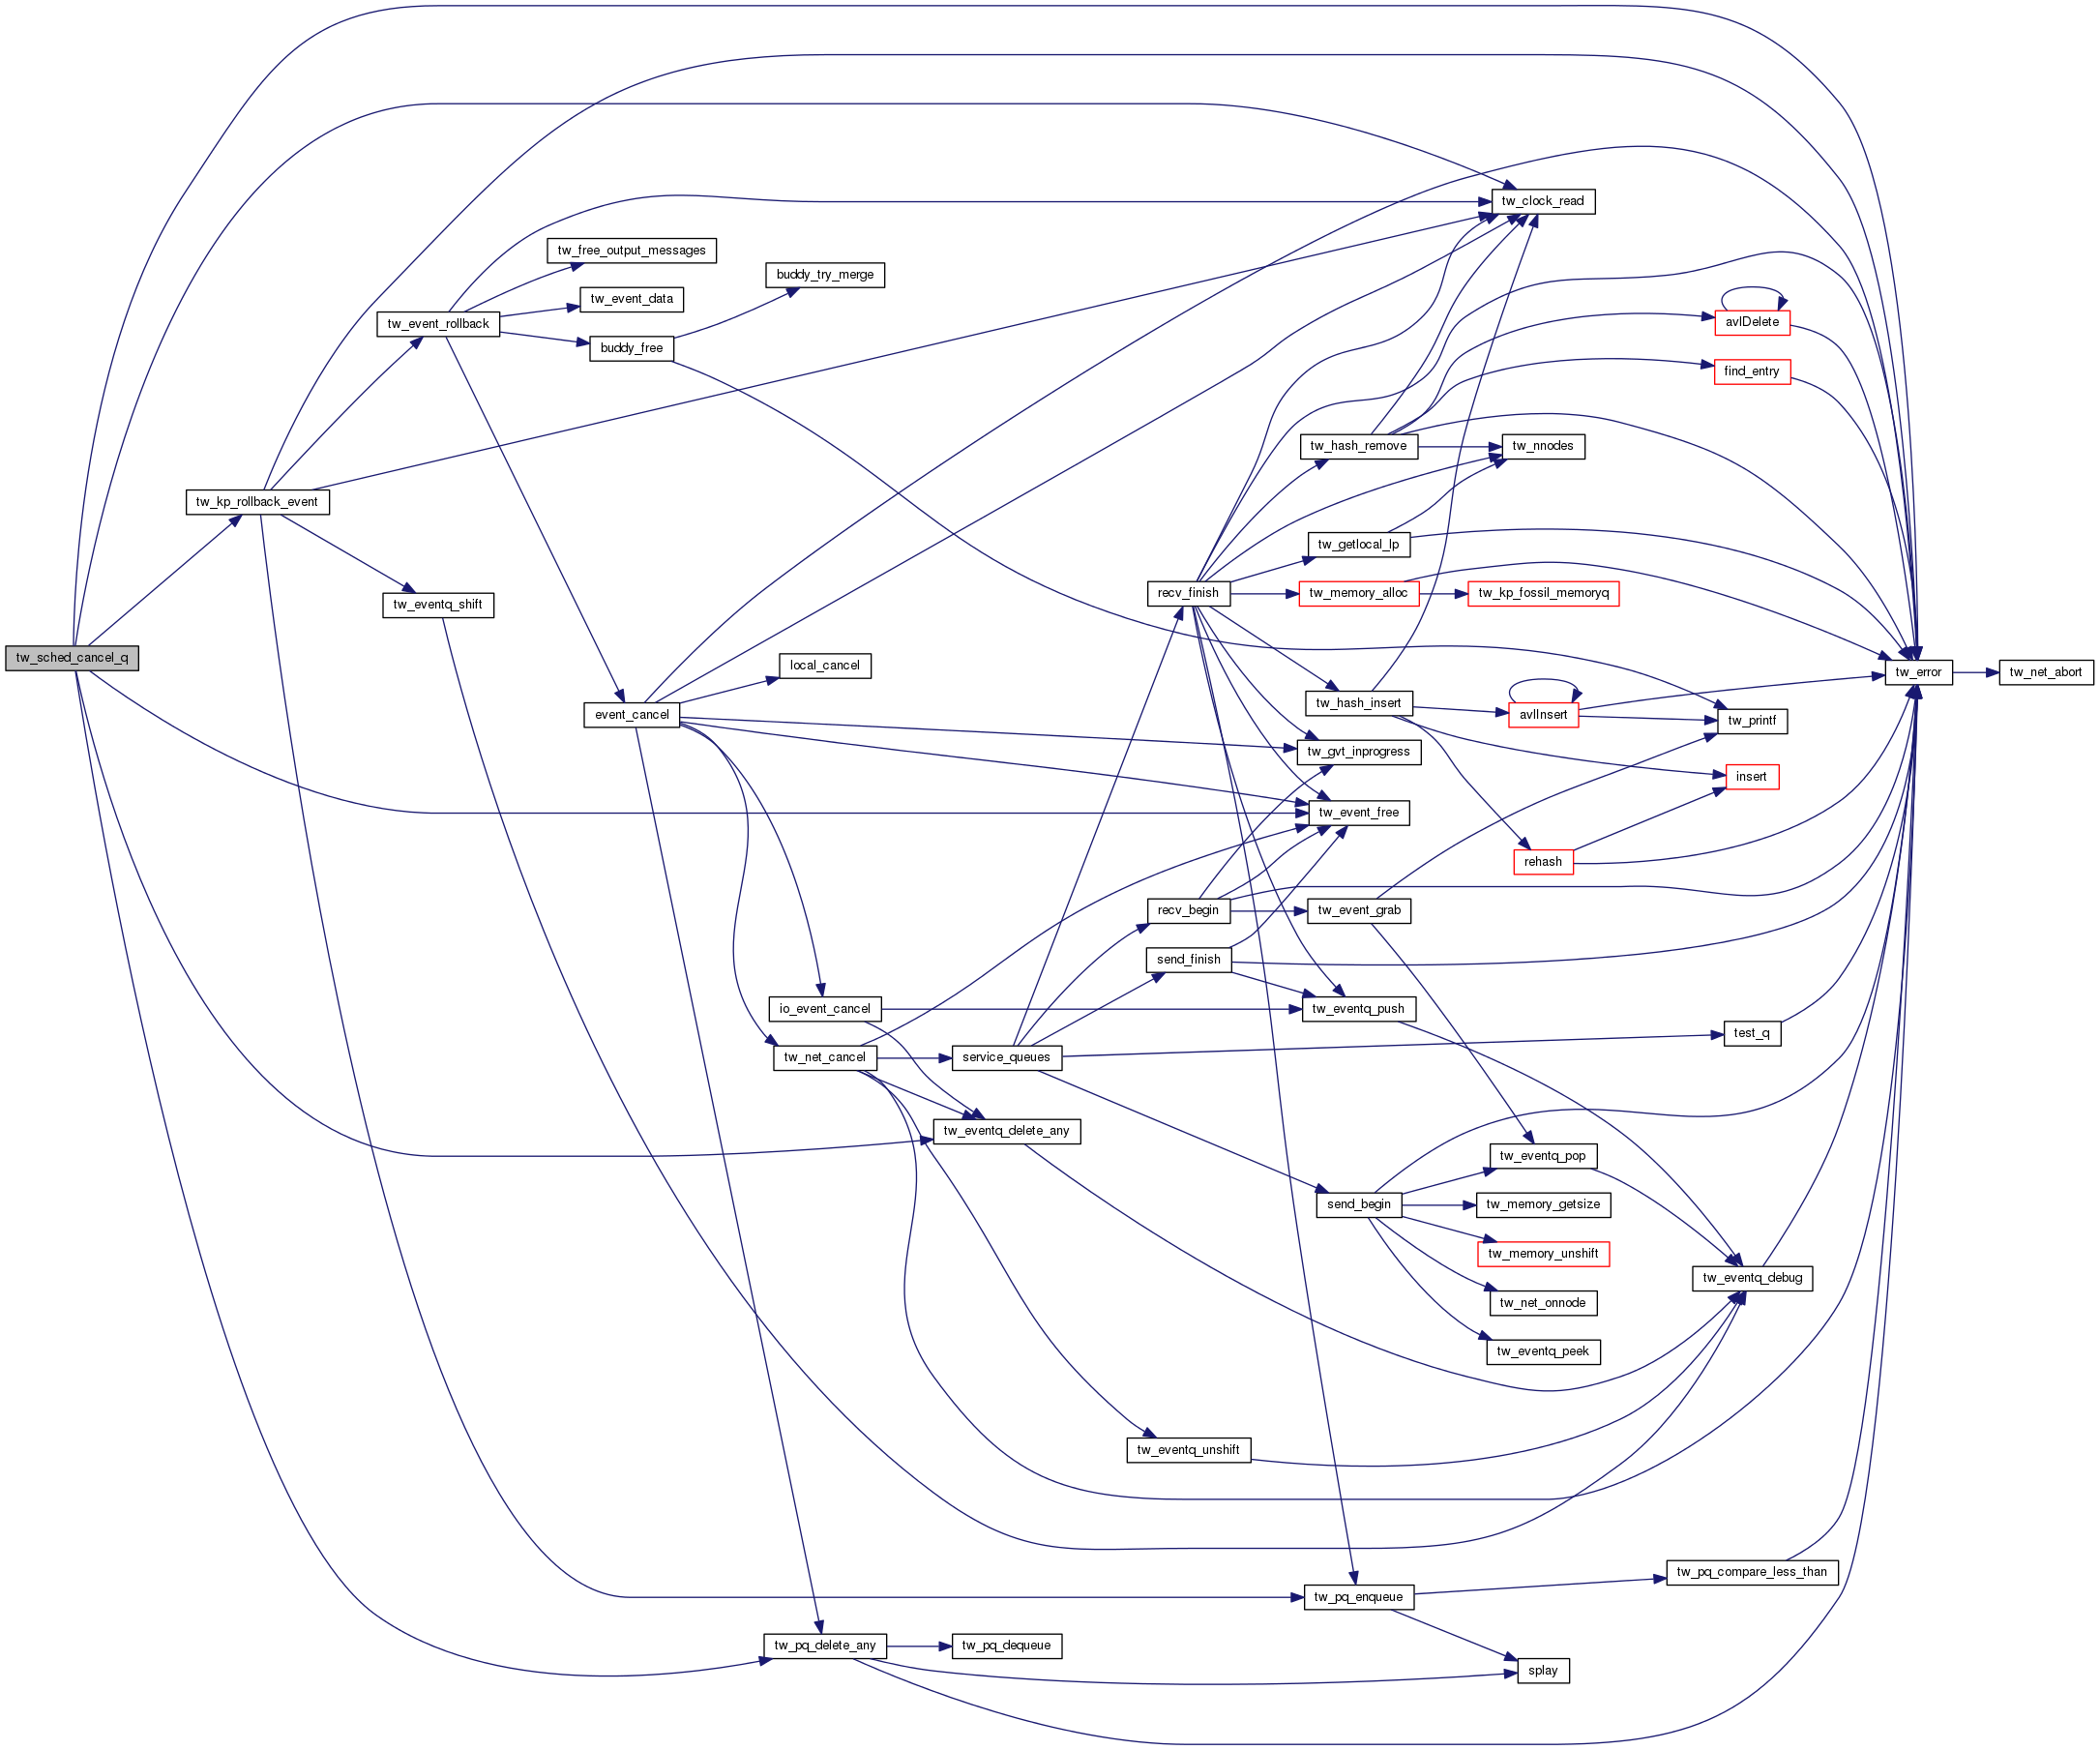 tw_clock_read
tw_free_output_messages
buddy_try_merge
tw_event_data
tw_event_rollback
avlDelete
buddy_free
find_entry
tw_hash_remove
tw_nnodes
tw_kp_rollback_event
tw_getlocal_lp
recv_finish
tw_memory_alloc
tw_kp_fossil_memoryq
tw_eventq_shift
tw_sched_cancel_q
local_cancel
tw_error
tw_net_abort
tw_hash_insert
event_cancel
avlInsert
tw_printf
tw_gvt_inprogress
insert
tw_event_free
rehash
recv_begin
tw_event_grab
send_finish
io_event_cancel
tw_eventq_push
test_q
tw_net_cancel
service_queues
tw_eventq_delete_any
tw_eventq_pop
send_begin
tw_memory_getsize
tw_memory_unshift
tw_eventq_debug
tw_net_onnode
tw_eventq_peek
tw_eventq_unshift
tw_pq_compare_less_than
tw_pq_enqueue
tw_pq_delete_any
tw_pq_dequeue
splay